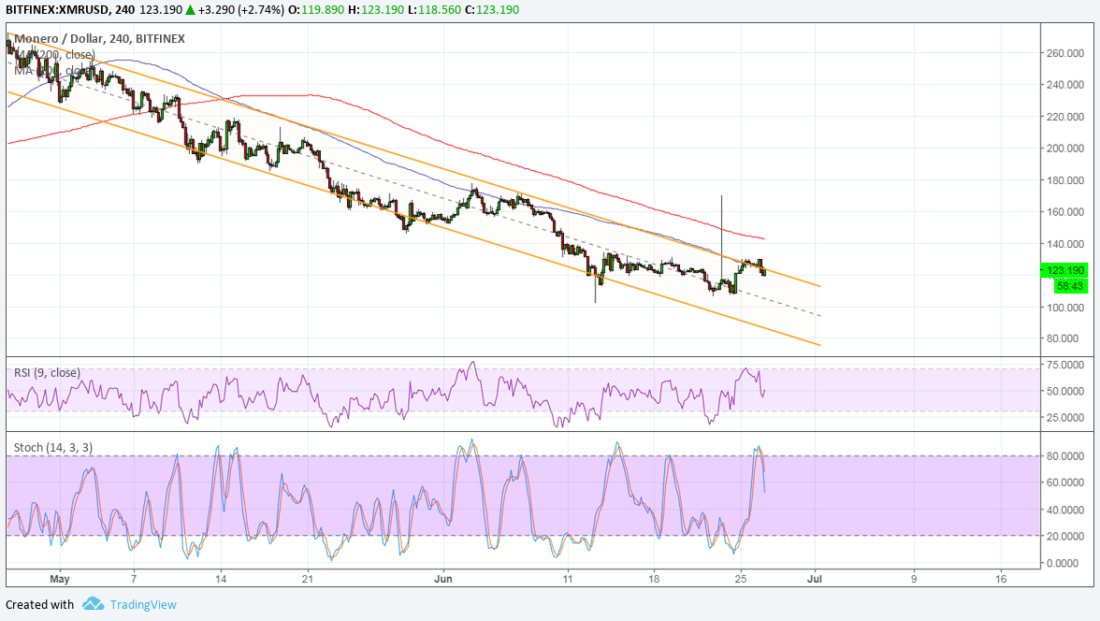 BITFINEX:XMRUSD, 240 123.190 ▲ +3.290 (+2.74%) O:119.890 H:123.190 L:118.560 C:123.190
Monero / Dollar, 240, BITFINEX
MA (200, close)
MA (100, close)
260.000
240.000
220.000
200.000
180.000
160.000
140.000
123.190
58:43
100.000
80.000
RSI (9, close)
75.0000
50.0000
25.0000
Stoch (14, 3, 3)
80.0000
60.0000
40.0000
20.0000
0.0000
May 7 14 21 Jun 11 18 25 Jul 9 16
Created with TradingView